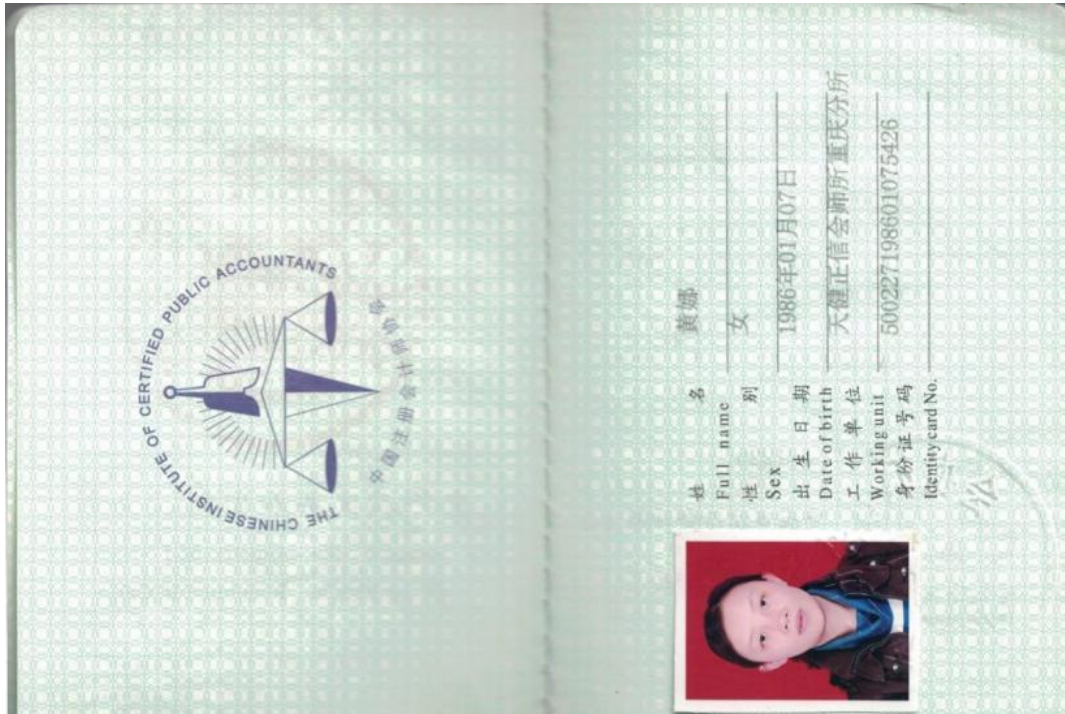 THE CHINESE INSTITUTE OF CERTIFIED PUBLIC ACCOUNTANTS
中国注册会计师协会
姓 名 黄娜
Full name
性 别 女
Sex
出 生 日 期 1986年01月07日
Date of birth
工 作 单 位 天健正信会师所重庆分所
Working unit
身 份 证 号 码 500227198601075426
Identity card No.